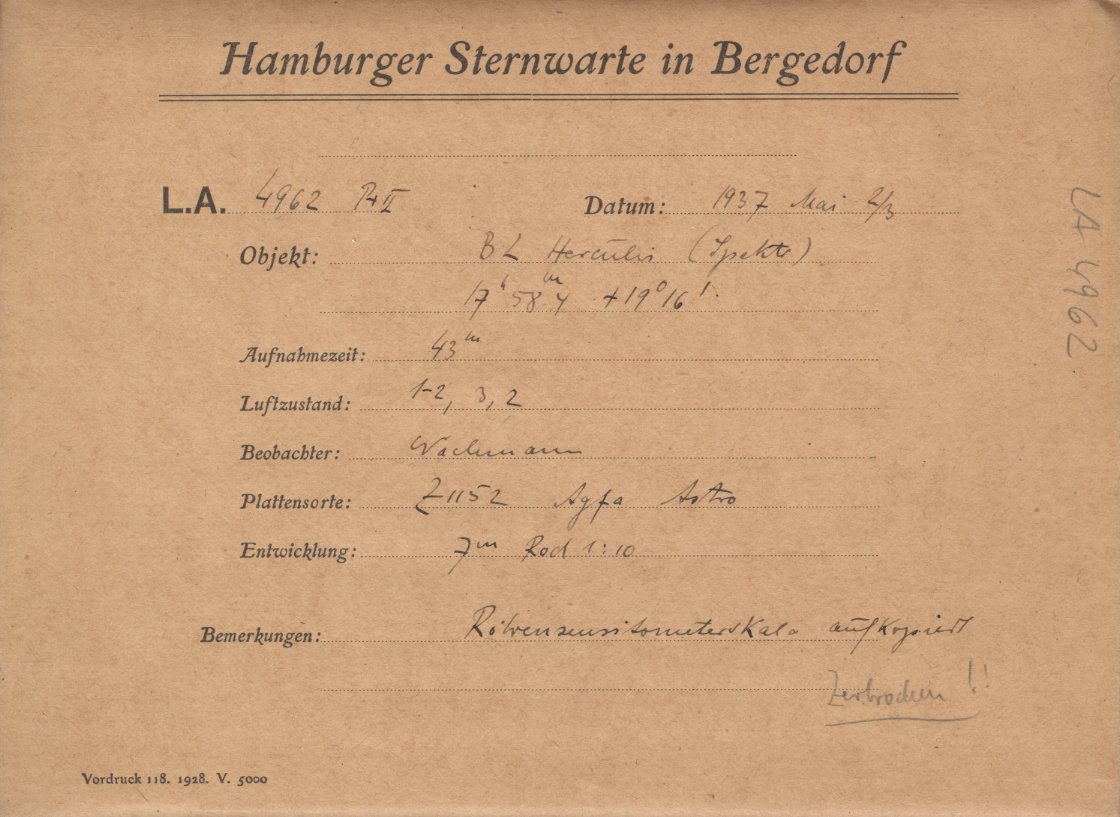 Hamburger Sternwarte in Bergedorf
L.A. 4962 P+II Datum: 1937 Mai 2/3
Objekt: BL Herculis (Spektr)
17ʰ 58ᵐ,4 +19° 16'
Aufnahmezeit: 43ᵐ
Luftzustand: 1-2, 3, 2
Beobachter: Wachmann
Plattensorte: Z1152 Agfa Astro
Entwicklung: 7ᵐ Rod 1:10
Bemerkungen: Röhrensensitometerskala aufkopiert
Zerbrochen !!
Vordruck 118. 1928. V. 5000
LA 4962